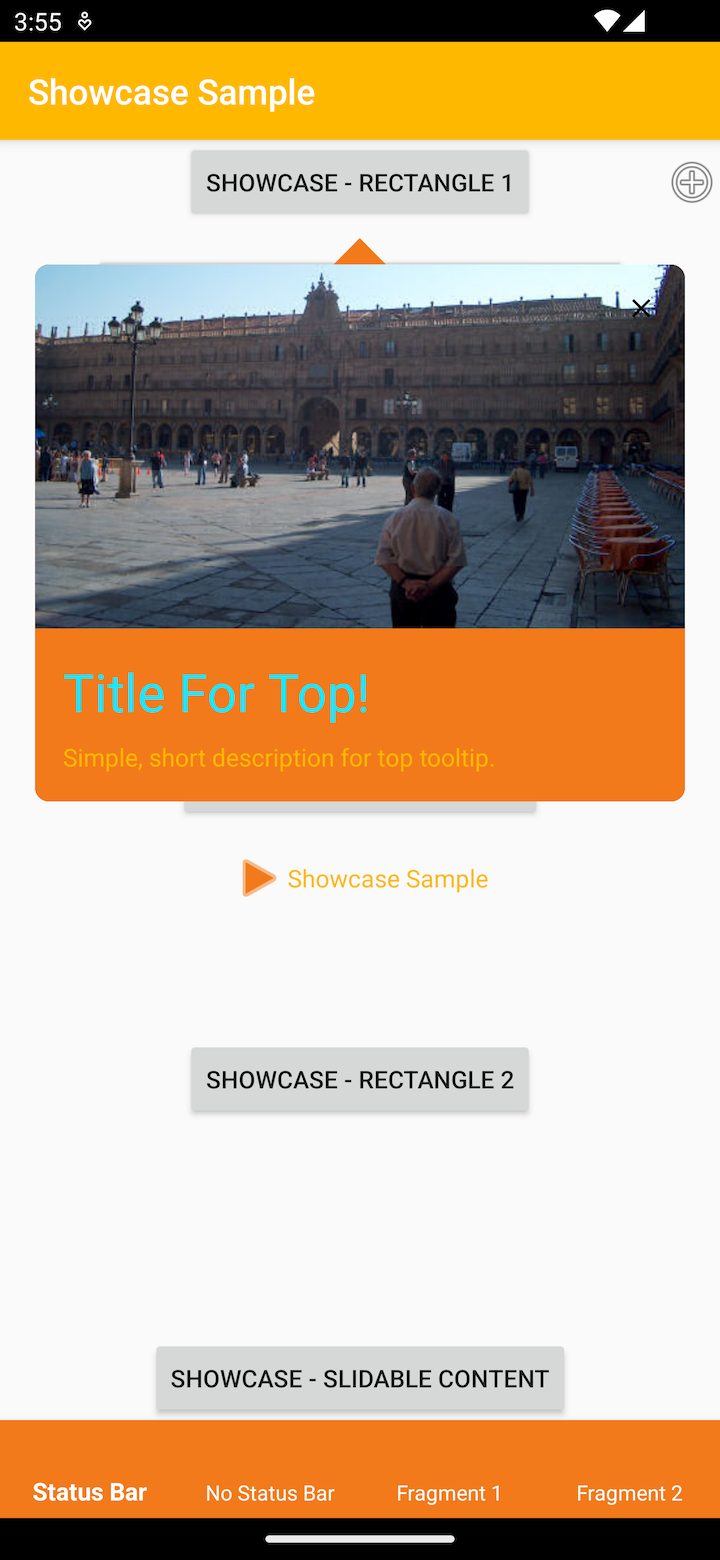 3:55
Showcase Sample
SHOWCASE - RECTANGLE 1
Title For Top!
Simple, short description for top tooltip.
Showcase Sample
SHOWCASE - RECTANGLE 2
SHOWCASE - SLIDABLE CONTENT
Status Bar
No Status Bar
Fragment 1
Fragment 2